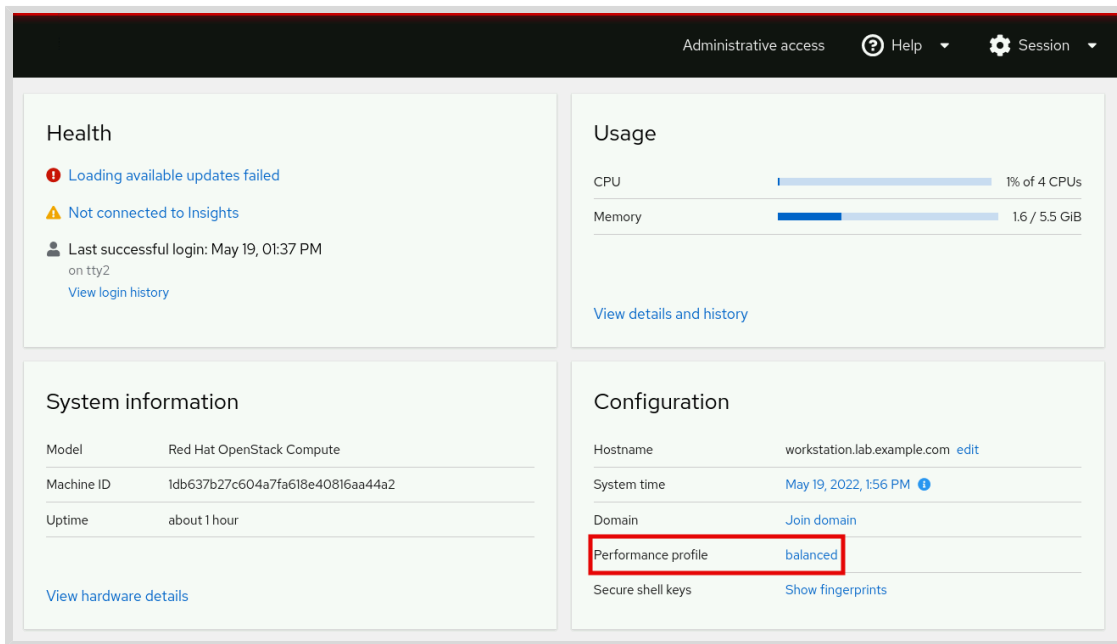 Administrative access Help Session
Health
Loading available updates failed
Not connected to Insights
Last successful login: May 19, 01:37 PM
on tty2
View login history
Usage
CPU 1% of 4 CPUs
Memory 1.6 / 5.5 GiB
View details and history
System information
Model Red Hat OpenStack Compute
Machine ID 1db637b27c604a7fa618e40816aa44a2
Uptime about 1 hour
View hardware details
Configuration
Hostname workstation.lab.example.com edit
System time May 19, 2022, 1:56 PM
Domain Join domain
Performance profile balanced
Secure shell keys Show fingerprints